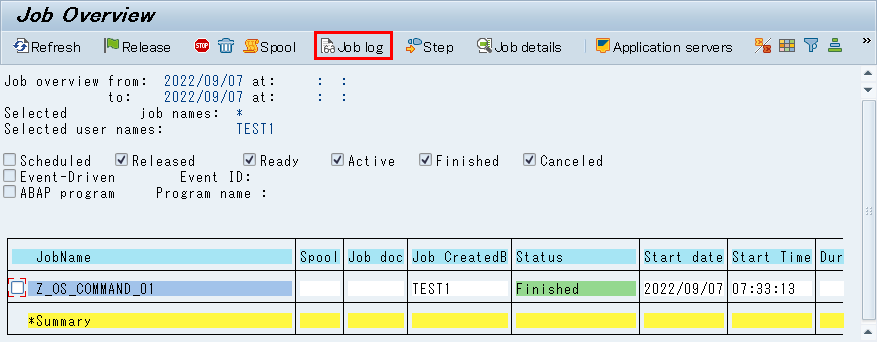 Job Overview
Refresh Release STOP Spool Job log Step Job details Application servers »
Job overview from: 2022/09/07 at: : :
to: 2022/09/07 at: : :
Selected job names: *
Selected user names: TEST1
Scheduled Released Ready Active Finished Canceled
Event-Driven Event ID:
ABAP program Program name :
JobName Spool Job doc Job CreatedB Status Start date Start Time Dur
Z_OS_COMMAND_01 TEST1 Finished 2022/09/07 07:33:13
*Summary